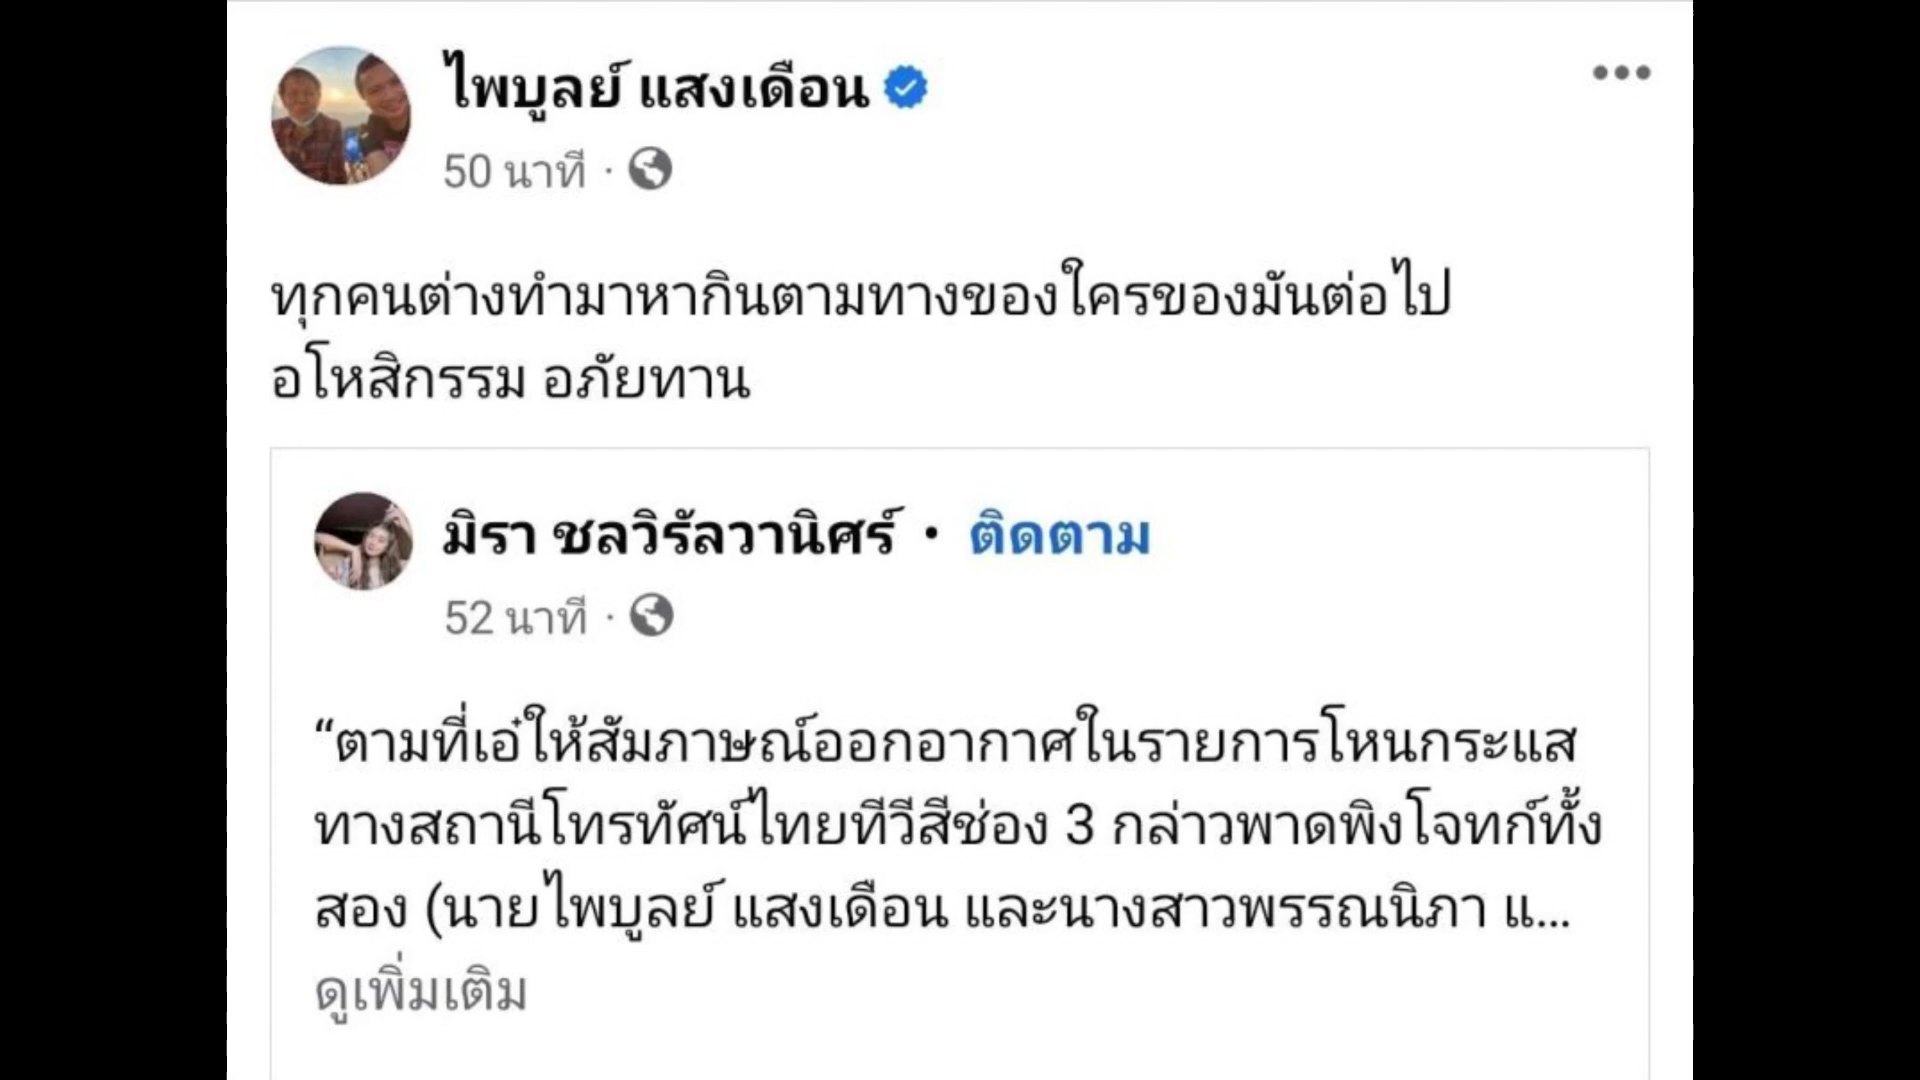 ไพบูลย์ แสงเดือน
50 นาที ·
ทุกคนต่างทำมาหากินตามทางของใครของมันต่อไป
อโหสิกรรม อภัยทาน
มิรา ชลวิรัลวานิศร์ · ติดตาม
52 นาที ·
“ตามที่เอ๋ให้สัมภาษณ์ออกอากาศในรายการโหนกระแส
ทางสถานีโทรทัศน์ไทยทีวีสีช่อง 3 กล่าวพาดพิงโจทก์ทั้ง
สอง (นายไพบูลย์ แสงเดือน และนางสาวพรรณนิภา แ...
ดูเพิ่มเติม